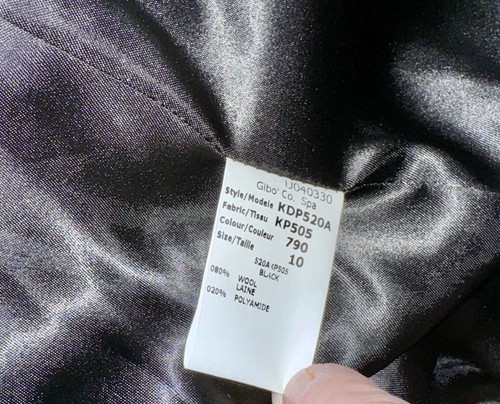 IJ040330
Gibo' Co. Spa
Style/Modele KDP520A
Fabric/Tissu KP505
Colour/Couleur 790
Size/Taille 10
520A KP505
BLACK
080% WOOL
LAINE
020% POLYAMIDE